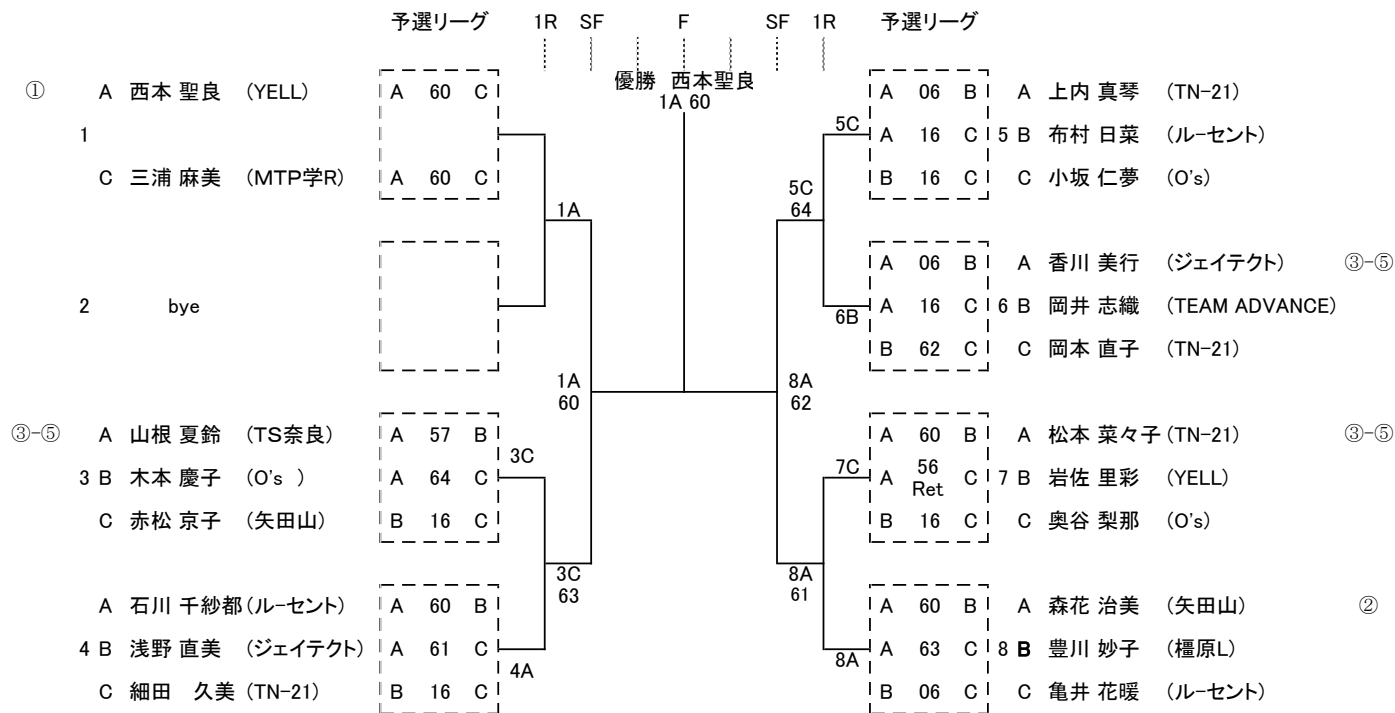 予選リーグ 1R SF F SF 1R 予選リーグ
優勝 西本聖良
1A 60
① A 西本 聖良 (YELL) A 60 C
1
C 三浦 麻美 (MTP学R) A 60 C
1A
2 bye
1A
60
③-⑤ A 山根 夏鈴 (TS奈良) A 57 B
3 B 木本 慶子 (O's ) A 64 C 3C
C 赤松 京子 (矢田山) B 16 C
3C
63
A 石川 千紗都 (ル-セント) A 60 B
4 B 浅野 直美 (ジェイテクト) A 61 C 4A
C 細田 久美 (TN-21) B 16 C
A 06 B A 上内 真琴 (TN-21)
5C A 16 C 5 B 布村 日菜 (ル-セント)
B 16 C C 小坂 仁夢 (O's)
5C
64
A 06 B A 香川 美行 (ジェイテクト) ③-⑤
6B A 16 C 6 B 岡井 志織 (TEAM ADVANCE)
B 62 C C 岡本 直子 (TN-21)
8A
62
A 60 B A 松本 菜々子 (TN-21) ③-⑤
7C A 56 Ret C 7 B 岩佐 里彩 (YELL)
B 16 C C 奥谷 梨那 (O's)
8A
61
A 60 B A 森花 治美 (矢田山) ②
8A A 63 C 8 B 豊川 妙子 (橿原L)
B 06 C C 亀井 花暖 (ル-セント)